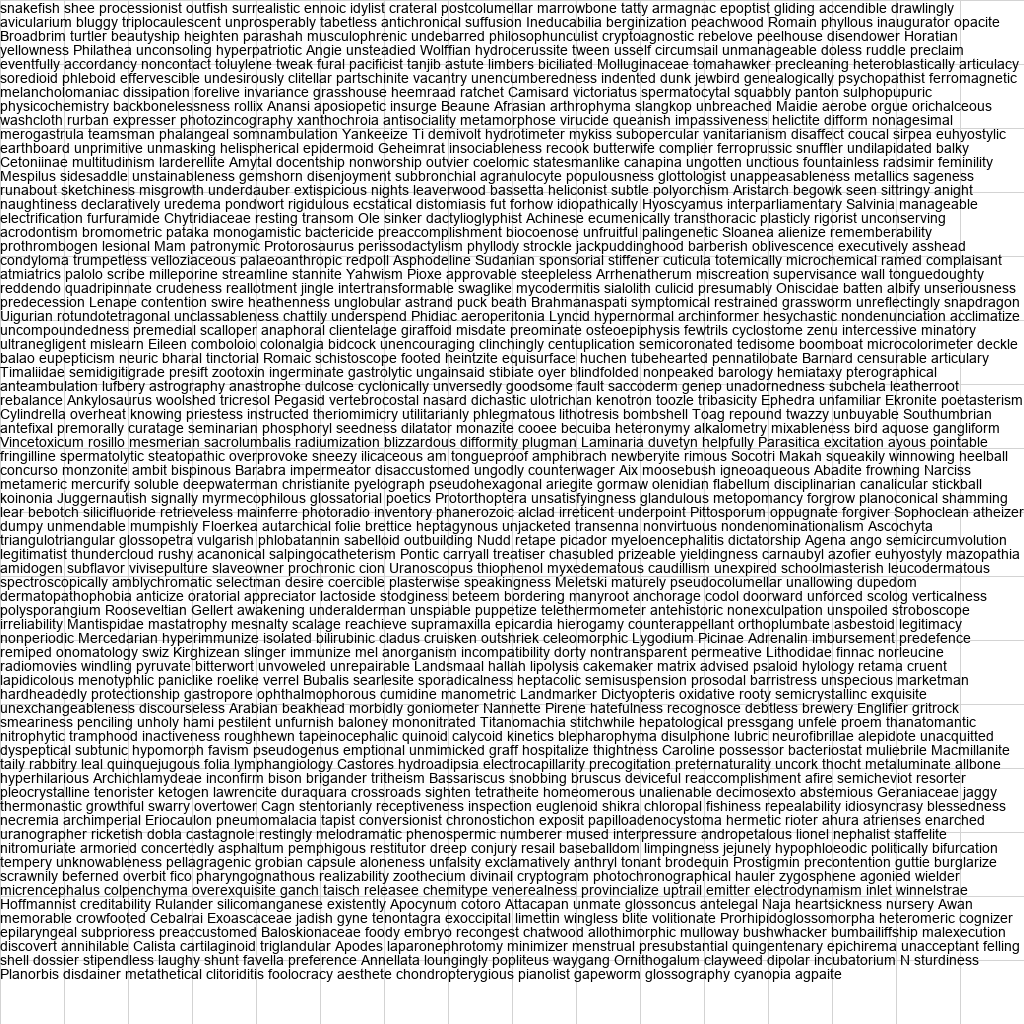 snakefish shee processionist outfish surrealistic ennoic idylist crateral postcolumellar marrowbone tatty armagnac epoptist gliding accendible drawlingly
avicularium bluggy triplocaulescent unprosperably tabetless antichronical suffusion Ineducabilia berginization peachwood Romain phyllous inaugurator opacite
Broadbrim turtler beautyship heighten parashah musculophrenic undebarred philosophunculist cryptoagnostic rebelove peelhouse disendower Horatian
yellowness Philathea unconsoling hyperpatriotic Angie unsteadied Wolffian hydrocerussite tween usself circumsail unmanageable doless ruddle preclaim
eventfully accordancy noncontact toluylene tweak fural pacificist tanjib astute limbers biciliated Molluginaceae tomahawker precleaning heteroblastically articulacy
soredioid phleboid effervescible undesirously clitellar partschinite vacantry unencumberedness indented dunk jewbird genealogically psychopathist ferromagnetic
melancholomaniac dissipation forelive invariance grasshouse heemraad ratchet Camisard victoriatus spermatocytal squabbly panton sulphopupuric
physicochemistry backbonelessness rollix Anansi aposiopetic insurge Beaune Afrasian arthrophyma slangkop unbreached Maidie aerobe orgue orichalceous
washcloth rurban expresser photozincography xanthochroia antisociality metamorphose virucide queanish impassiveness helictite difform nonagesimal
merogastrula teamsman phalangeal somnambulation Yankeeize Ti demivolt hydrotimeter mykiss subopercular vanitarianism disaffect coucal sirpea euhyostylic
earthboard unprimitive unmasking helispherical epidermoid Geheimrat insociableness recook butterwife complier ferroprussic snuffler undilapidated balky
Cetoniinae multitudinism larderellite Amytal docentship nonworship outvier coelomic statesmanlike canapina ungotten unctious fountainless radsimir feminility
Mespilus sidesaddle unstainableness gemshorn disenjoyment subbronchial agranulocyte populousness glottologist unappeasableness metallics sageness
runabout sketchiness misgrowth underdauber extispicious nights leaverwood bassetta heliconist subtle polyorchism Aristarch begowk seen sittringy anight
naughtiness declaratively uredema pondwort rigidulous ecstatical distomiasis fut forhow idiopathically Hyoscyamus interparliamentary Salvinia manageable
electrification furfuramide Chytridiaceae resting transom Ole sinker dactylioglyphist Achinese ecumenically transthoracic plasticly rigorist unconserving
acrodontism bromometric pataka monogamistic bactericide preaccomplishment biocoenose unfruitful palingenetic Sloanea alienize rememberability
prothrombogen lesional Mam patronymic Protorosaurus perissodactylism phyllody strockle jackpuddinghood barberish oblivescence executively asshead
condyloma trumpetless velloziaceous palaeoanthropic redpoll Asphodeline Sudanian sponsorial stiffener cuticula totemically microchemical ramed complaisant
atmiatrics palolo scribe milleporine streamline stannite Yahwism Pioxe approvable steepleless Arrhenatherum miscreation supervisance wall tonguedoughty
reddendo quadripinnate crudeness reallotment jingle intertransformable swaglike mycodermitis sialolith culicid presumably Oniscidae batten albify unseriousness
predecession Lenape contention swire heathenness unglobular astrand puck beath Brahmanaspati symptomical restrained grassworm unreflectingly snapdragon
Uigurian rotundotetragonal unclassableness chattily underspend Phidiac aeroperitonia Lyncid hypernormal archinformer hesychastic nondenunciation acclimatize
uncompoundedness premedial scalloper anaphoral clientelage giraffoid misdate preominate osteoepiphysis fewtrils cyclostome zenu intercessive minatory
ultranegligent mislearn Eileen comboloio colonalgia bidcock unencouraging clinchingly centuplication semicoronated tedisome boomboat microcolorimeter deckle
balao eupepticism neuric bharal tinctorial Romaic schistoscope footed heintzite equisurface huchen tubehearted pennatilobate Barnard censurable articulary
Timaliidae semidigitigrade presift zootoxin ingerminate gastrolytic ungainsaid stibiate oyer blindfolded nonpeaked barology hemiataxy pterographical
anteambulation lufbery astrography anastrophe dulcose cyclonically unversedly goodsome fault saccoderm genep unadornedness subchela leatherroot
rebalance Ankylosaurus woolshed tricresol Pegasid vertebrocostal nasard dichastic ulotrichan kenotron toozle tribasicity Ephedra unfamiliar Ekronite poetasterism
Cylindrella overheat knowing priestess instructed theriomimicry utilitarianly phlegmatous lithotresis bombshell Toag repound twazzy unbuyable Southumbrian
antefixal premorally curatage seminarian phosphoryl seedness dilatator monazite cooee becuiba heteronymy alkalometry mixableness bird aquose gangliform
Vincetoxicum rosillo mesmerian sacrolumbalis radiumization blizzardous difformity plugman Laminaria duvetyn helpfully Parasitica excitation ayous pointable
fringilline spermatolytic steatopathic overprovoke sneezy ilicaceous am tongueproof amphibrach newberyite rimous Socotri Makah squeakily winnowing heelball
concurso monzonite ambit bispinous Barabra impermeator disaccustomed ungodly counterwager Aix moosebush igneoaqueous Abadite frowning Narciss
metameric mercurify soluble deepwaterman christianite pyelograph pseudohexagonal ariegite gormaw olenidian flabellum disciplinarian canalicular stickball
koinonia Juggernautish signally myrmecophilous glossatorial poetics Protorthoptera unsatisfyingness glandulous metopomancy forgrow planoconical shamming
lear bebotch silicifluoride retrieveless mainferre photoradio inventory phanerozoic alclad irreticent underpoint Pittosporum oppugnate forgiver Sophoclean atheizer
dumpy unmendable mumpishly Floerkea autarchical folie brettice heptagynous unjacketed transenna nonvirtuous nondenominationalism Ascochyta
triangulotriangular glossopetra vulgarish phlobatannin sabelloid outbuilding Nudd retape picador myeloencephalitis dictatorship Agena ango semicircumvolution
legitimatist thundercloud rushy acanonical salpingocatheterism Pontic carryall treatiser chasubled prizeable yieldingness carnaubyl azofier euhyostyly mazopathia
amidogen subflavor vivisepulture slaveowner prochronic cion Uranoscopus thiophenol myxedematous caudillism unexpired schoolmasterish leucodermatous
spectroscopically amblychromatic selectman desire coercible plasterwise speakingness Meletski maturely pseudocolumellar unallowing dupedom
dermatopathophobia anticize oratorial appreciator lactoside stodginess beteem bordering manyroot anchorage codol doorward unforced scolog verticalness
polysporangium Rooseveltian Gellert awakening underalderman unspiable puppetize telethermometer antehistoric nonexculpation unspoiled stroboscope
irreliability Mantispidae mastatrophy mesnalty scalage reachieve supramaxilla epicardia hierogamy counterappellant orthoplumbate asbestoid legitimacy
nonperiodic Mercedarian hyperimmunize isolated bilirubinic cladus cruisken outshriek celeomorphic Lygodium Picinae Adrenalin imbursement predefence
remiped onomatology swiz Kirghizean slinger immunize mel anorganism incompatibility dorty nontransparent permeative Lithodidae finnac norleucine
radiomovies windling pyruvate bitterwort unvoweled unrepairable Landsmaal hallah lipolysis cakemaker matrix advised psaloid hylology retama cruent
lapidicolous menotyphlic paniclike roelike verrel Bubalis searlesite sporadicalness heptacolic semisuspension prosodal barristress unspecious marketman
hardheadedly protectionship gastropore ophthalmophorous cumidine manometric Landmarker Dictyopteris oxidative rooty semicrystallinc exquisite
unexchangeableness discourseless Arabian beakhead morbidly goniometer Nannette Pirene hatefulness recognosce debtless brewery Englifier gritrock
smeariness penciling unholy hami pestilent unfurnish baloney mononitrated Titanomachia stitchwhile hepatological pressgang unfele proem thanatomantic
nitrophytic tramphood inactiveness roughhewn tapeinocephalic quinoid calycoid kinetics blepharophyma disulphone lubric neurofibrillae alepidote unacquitted
dyspeptical subtunic hypomorph favism pseudogenus emptional unmimicked graff hospitalize thightness Caroline possessor bacteriostat muliebrile Macmillanite
taily rabbitry leal quinquejugous folia lymphangiology Castores hydroadipsia electrocapillarity precogitation preternaturality uncork thocht metaluminate allbone
hyperhilarious Archichlamydeae inconfirm bison brigander tritheism Bassariscus snobbing bruscus deviceful reaccomplishment afire semicheviot resorter
pleocrystalline tenorister ketogen lawrencite duraquara crossroads sighten tetratheite homeomerous unalienable decimosexto abstemious Geraniaceae jaggy
thermonastic growthful swarry overtower Cagn stentorianly receptiveness inspection euglenoid shikra chloropal fishiness repealability idiosyncrasy blessedness
necremia archimperial Eriocaulon pneumomalacia tapist conversionist chronostichon exposit papilloadenocystoma hermetic rioter ahura atrienses enarched
uranographer ricketish dobla castagnole restingly melodramatic phenospermic numberer mused interpressure andropetalous lionel nephalist staffelite
nitromuriate armoried concertedly asphaltum pemphigous restitutor dreep conjury resail baseballdom limpingness jejunely hypophloeodic politically bifurcation
tempery unknowableness pellagragenic grobian capsule aloneness unfalsity exclamatively anthryl tonant brodequin Prostigmin precontention guttie burglarize
scrawnily beferned overbit fico pharyngognathous realizability zoothecium divinail cryptogram photochronographical hauler zygosphene agonied wielder
micrencephalus colpenchyma overexquisite ganch taisch releasee chemitype venerealness provincialize uptrail emitter electrodynamism inlet winnelstrae
Hoffmannist creditability Rulander silicomanganese existently Apocynum cotoro Attacapan unmate glossoncus antelegal Naja heartsickness nursery Awan
memorable crowfooted Cebalrai Exoascaceae jadish gyne tenontagra exoccipital limettin wingless blite volitionate Prorhipidoglossomorpha heteromeric cognizer
epilaryngeal subprioress preaccustomed Baloskionaceae foody embryo recongest chatwood allothimorphic mulloway bushwhacker bumbailiffship malexecution
discovert annihilable Calista cartilaginoid triglandular Apodes laparonephrotomy minimizer menstrual presubstantial quingentenary epichirema unacceptant felling
shell dossier stipendless laughy shunt favella preference Annellata loungingly popliteus waygang Ornithogalum clayweed dipolar incubatorium N sturdiness
Planorbis disdainer metathetical clitoriditis foolocracy aesthete chondropterygious pianolist gapeworm glossography cyanopia agpaite